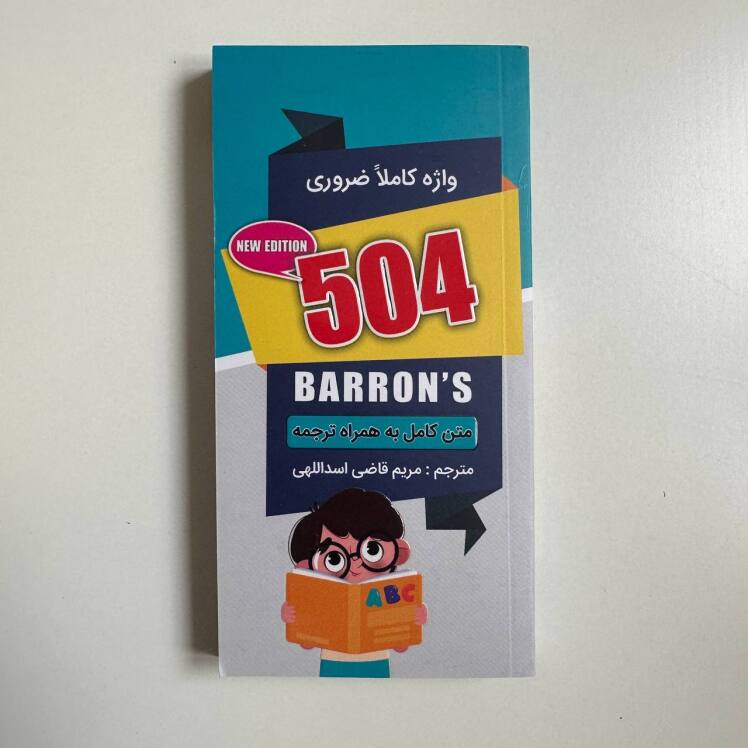 واژه کاملاً ضروری
NEW EDITION
504
BARRON'S
متن کامل به همراه ترجمه
مترجم : مریم قاضی اسداللهی
ABC